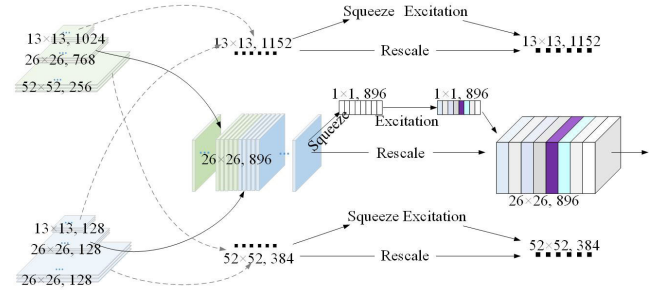 13×13, 1024
26×26, 768
52×52, 256
13×13, 128
26×26, 128
26×26, 128
13×13, 1152
Squeeze Excitation
Rescale
13×13, 1152
26×26, 896
Squeeze
1×1, 896
Excitation
1×1, 896
Rescale
26×26, 896
52×52, 384
Squeeze Excitation
Rescale
52×52, 384